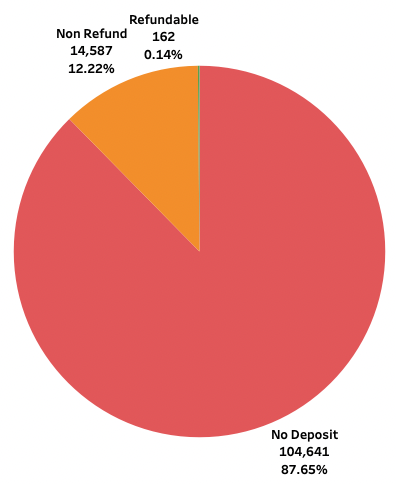 Refundable
162
0.14%
Non Refund
14,587
12.22%
No Deposit
104,641
87.65%